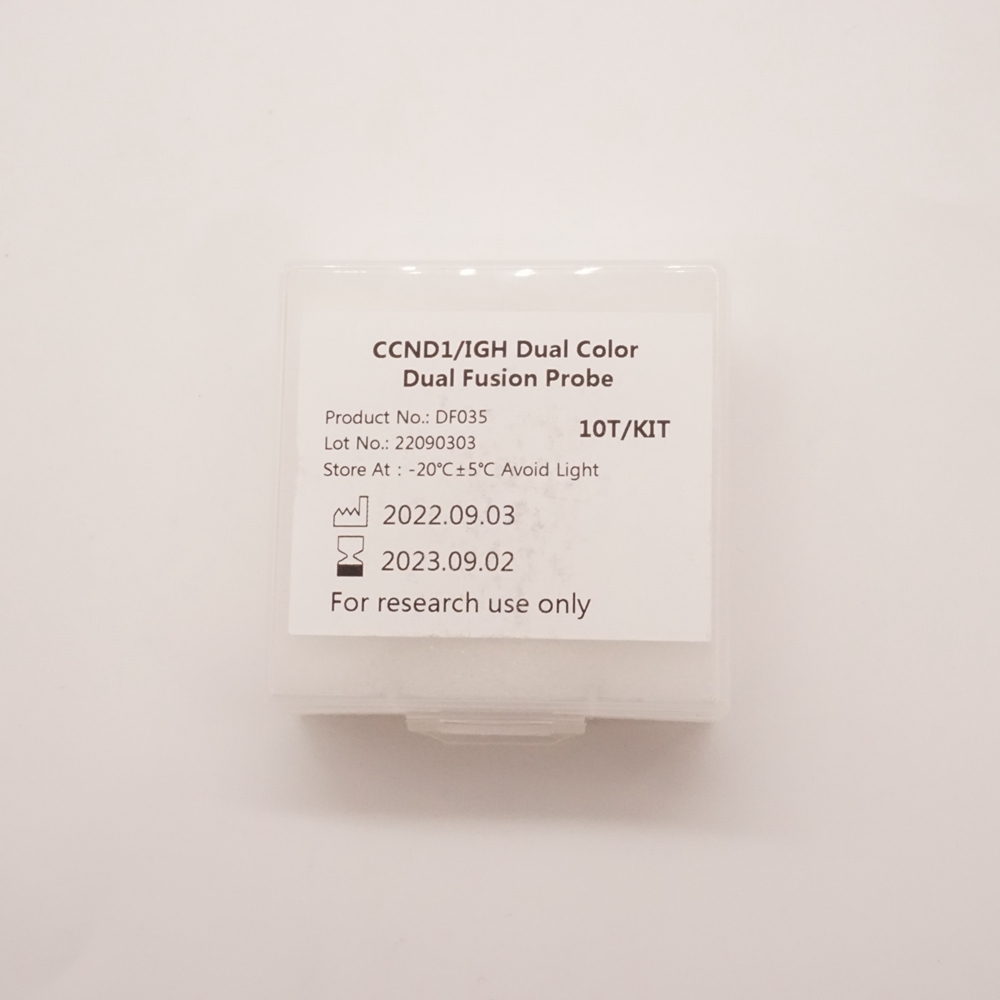 CCND1/IGH Dual Color
Dual Fusion Probe
Product No.: DF035
Lot No.: 22090303
10T/KIT
Store At : -20℃±5℃ Avoid Light
2022.09.03
2023.09.02
For research use only